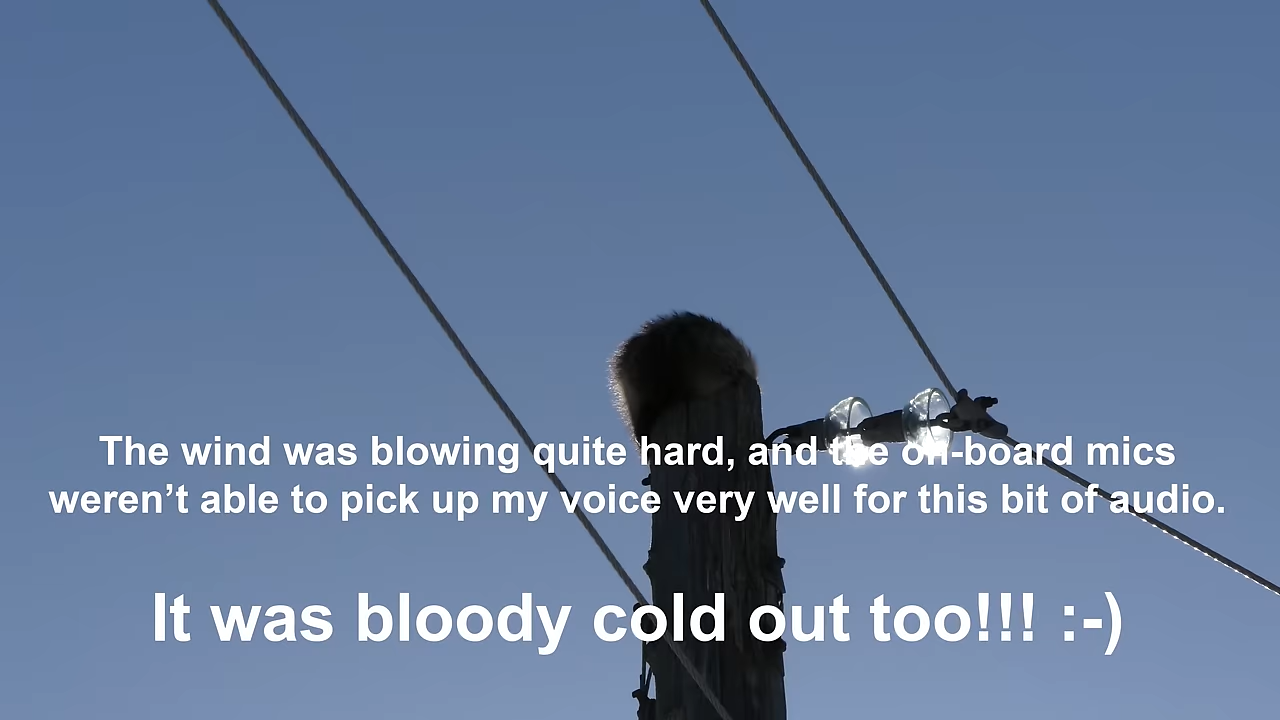 The wind was blowing quite hard, and the on-board mics
weren’t able to pick up my voice very well for this bit of audio.
It was bloody cold out too!!! :-)